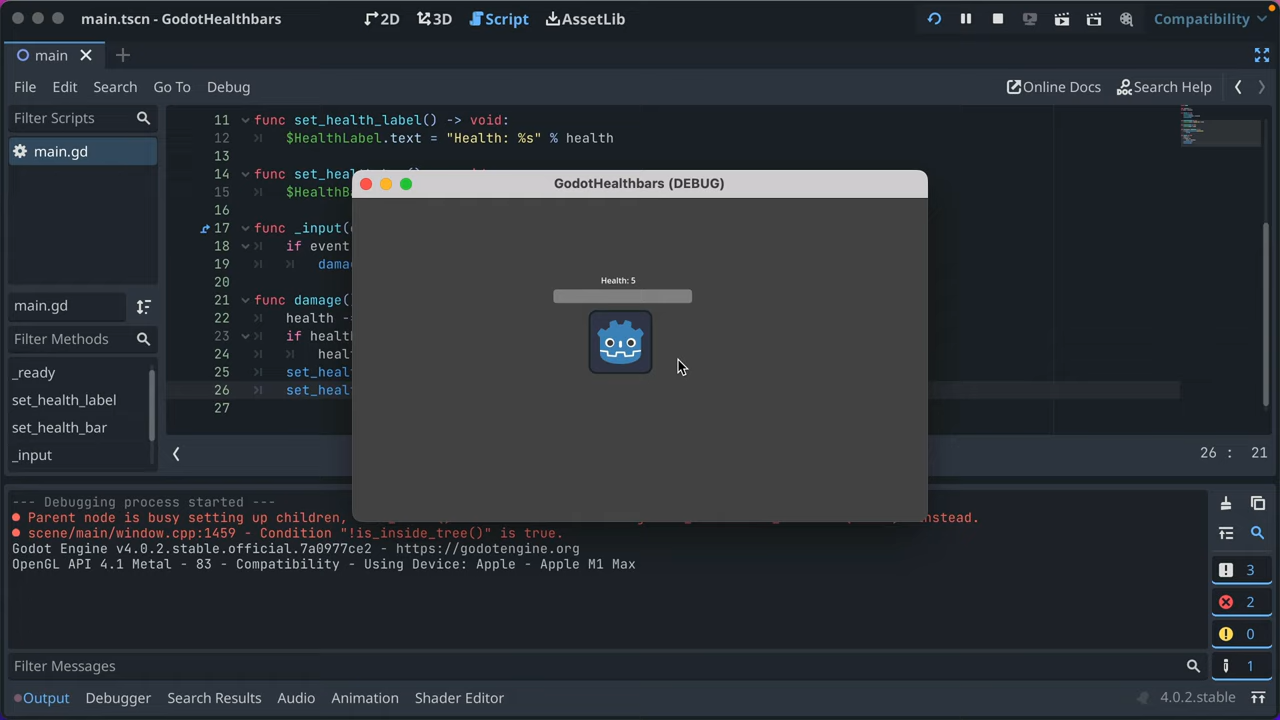 main.tscn - GodotHealthbars
2D
3D
Script
AssetLib
Compatibility
main
File Edit Search Go To Debug
Online Docs
Search Help
Filter Scripts
main.gd
main.gd
Filter Methods
_ready
set_health_label
set_health_bar
_input
11 func set_health_label() -> void:
12 $HealthLabel.text = "Health: %s" % health
13
14 func
15 $HealthB
16
17 func _input(
18 if event
19 dama
20
21 func damage(
22 health -
23 if healt
24 heal
25 set_heal
26 set_heal
27
GodotHealthbars (DEBUG)
Health: 5
26 : 21
--- Debugging process started ---
Parent node is busy setting up children,
nstead.
scene/main/window.cpp:1459 - Condition "!is_inside_tree()" is true.
Godot Engine v4.0.2.stable.official.7a0977ce2 - https://godotengine.org
OpenGL API 4.1 Metal - 83 - Compatibility - Using Device: Apple - Apple M1 Max
3
2
0
1
Filter Messages
Output Debugger Search Results Audio Animation Shader Editor
4.0.2.stable